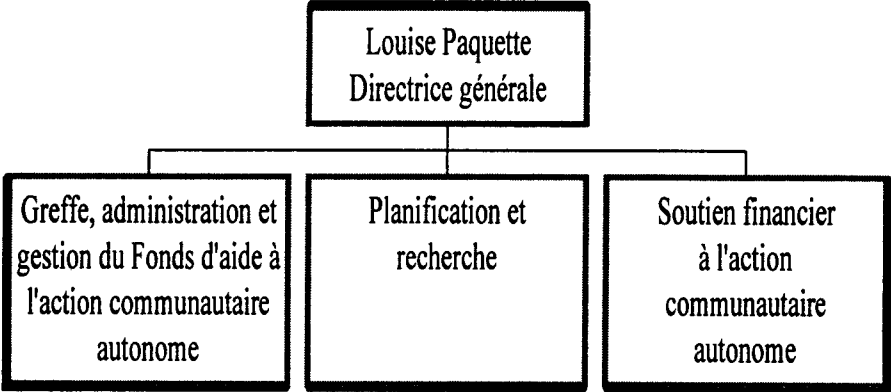 Louise Paquette
Directrice générale
Greffe, administration et
gestion du Fonds d'aide à
l'action communautaire
autonome
Planification et
recherche
Soutien financier
à l'action
communautaire
autonome